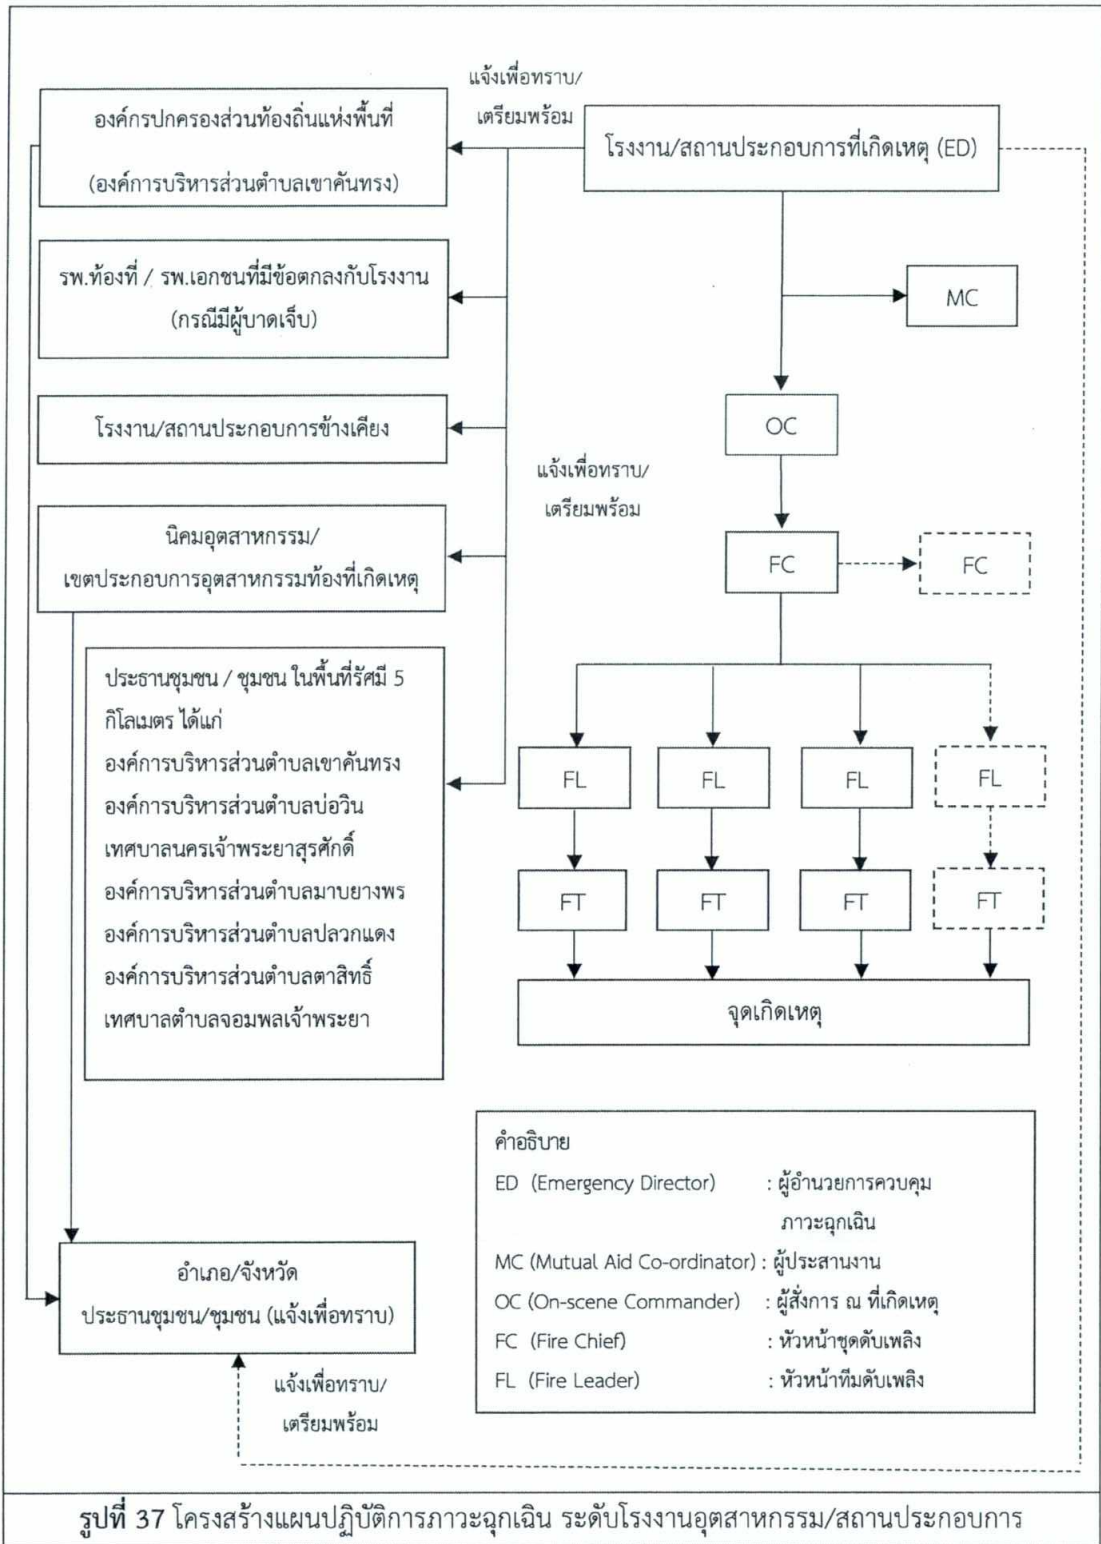 แจ้งเพื่อทราบ/
เตรียมพร้อม
องค์กรปกครองส่วนท้องถิ่นแห่งพื้นที่
(องค์การบริหารส่วนตำบลเขาคันทรง)
โรงงาน/สถานประกอบการที่เกิดเหตุ (ED)
รพ.ท้องที่ / รพ.เอกชนที่มีข้อตกลงกับโรงงาน
(กรณีมีผู้บาดเจ็บ)
MC
โรงงาน/สถานประกอบการข้างเคียง
OC
แจ้งเพื่อทราบ/
เตรียมพร้อม
นิคมอุตสาหกรรม/
เขตประกอบการอุตสาหกรรมท้องที่เกิดเหตุ
FC
FC
ประธานชุมชน / ชุมชน ในพื้นที่รัศมี 5
กิโลเมตร ได้แก่
องค์การบริหารส่วนตำบลเขาคันทรง
องค์การบริหารส่วนตำบลบ่อวิน
เทศบาลนครเจ้าพระยาสุรศักดิ์
องค์การบริหารส่วนตำบลมาบยางพร
องค์การบริหารส่วนตำบลปลวกแดง
องค์การบริหารส่วนตำบลตาสิทธิ์
เทศบาลตำบลจอมพลเจ้าพระยา
FL FL FL FL
FT FT FT FT
จุดเกิดเหตุ
คำอธิบาย
ED (Emergency Director) : ผู้อำนวยการควบคุม
ภาวะฉุกเฉิน
MC (Mutual Aid Co-ordinator) : ผู้ประสานงาน
OC (On-scene Commander) : ผู้สั่งการ ณ ที่เกิดเหตุ
FC (Fire Chief) : หัวหน้าชุดดับเพลิง
FL (Fire Leader) : หัวหน้าทีมดับเพลิง
อำเภอ/จังหวัด
ประธานชุมชน/ชุมชน (แจ้งเพื่อทราบ)
แจ้งเพื่อทราบ/
เตรียมพร้อม
รูปที่ 37 โครงสร้างแผนปฏิบัติการภาวะฉุกเฉิน ระดับโรงงานอุตสาหกรรม/สถานประกอบการ